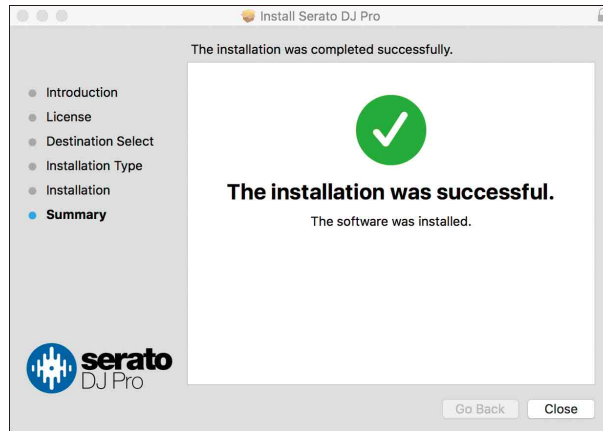 Install Serato DJ Pro
The installation was completed successfully.
Introduction
License
Destination Select
Installation Type
Installation
Summary
The installation was successful.
The software was installed.
serato
DJ Pro
Go Back
Close